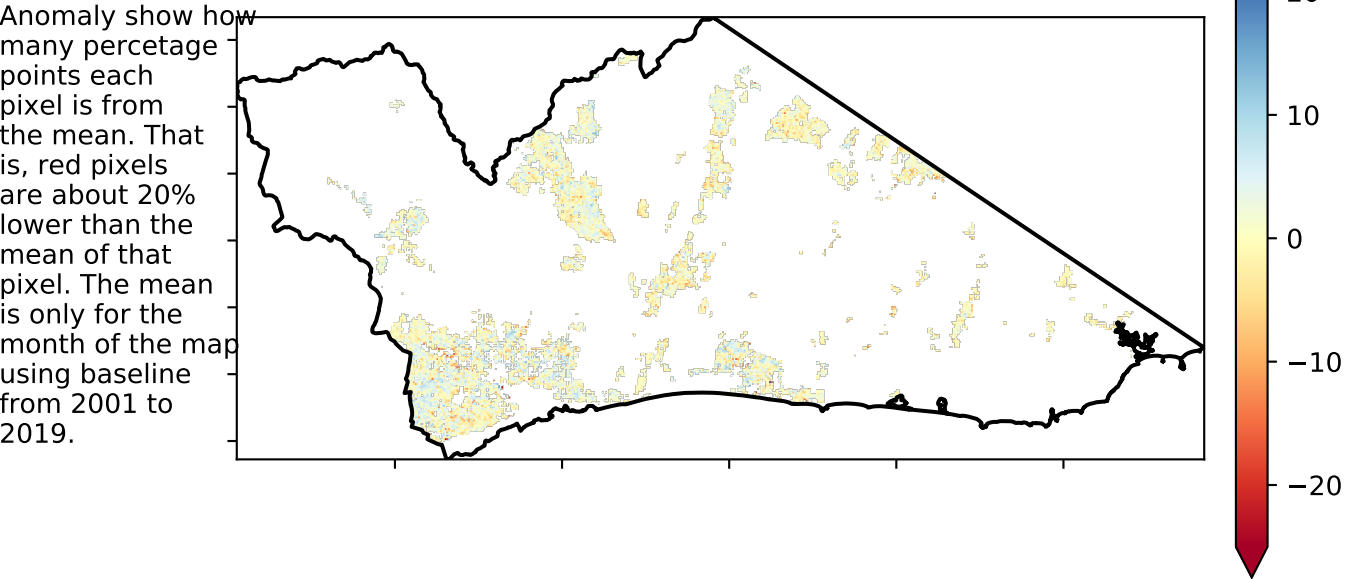 Anomaly show how
many percetage
points each
pixel is from
the mean. That
is, red pixels
are about 20%
lower than the
mean of that
pixel. The mean
is only for the
month of the map
using baseline
from 2001 to
2019.
10
0
−10
−20